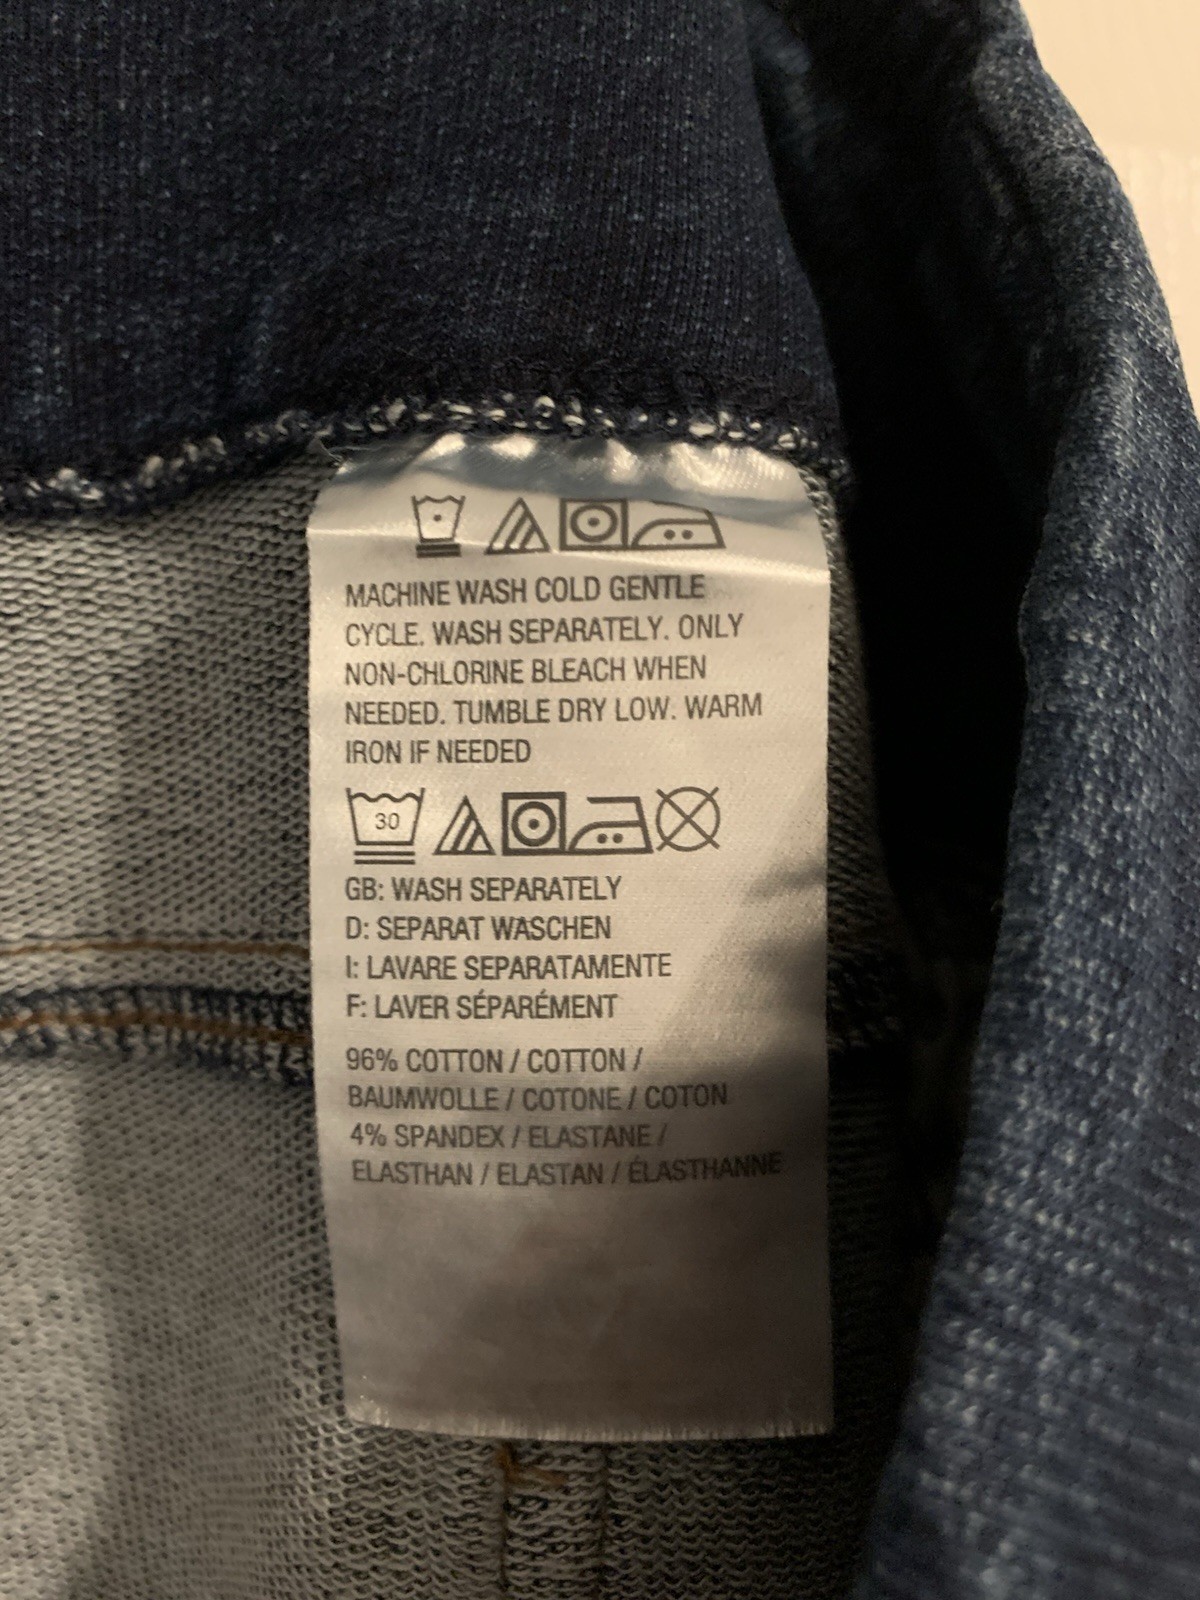 MACHINE WASH COLD GENTLE
CYCLE. WASH SEPARATELY. ONLY
NON-CHLORINE BLEACH WHEN
NEEDED. TUMBLE DRY LOW. WARM
IRON IF NEEDED
30
GB: WASH SEPARATELY
D: SEPARAT WASCHEN
I: LAVARE SEPARATAMENTE
F: LAVER SÉPARÉMENT
96% COTTON / COTTON /
BAUMWOLLE / COTONE / COTON
4% SPANDEX / ELASTANE /
ELASTHAN / ELASTAN / ÉLASTHANNE